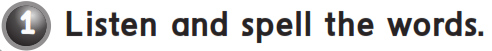 1 Listen and spell the words.